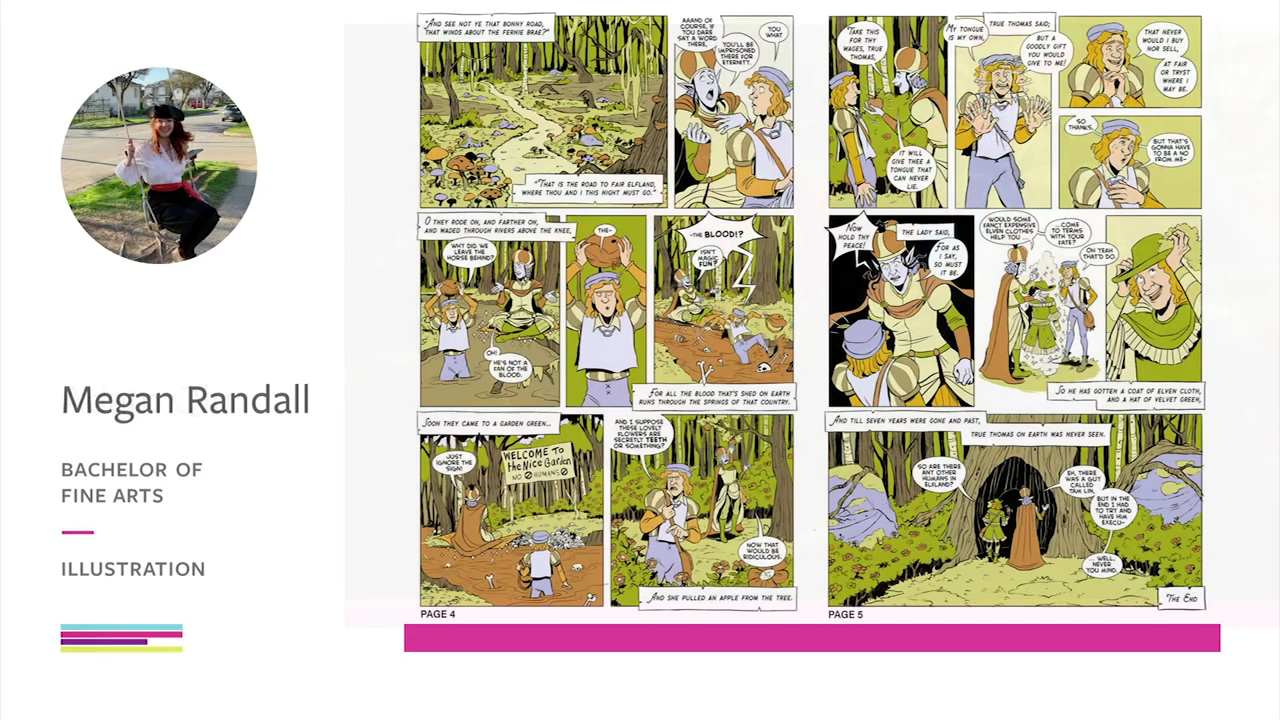 Megan Randall
BACHELOR OF
FINE ARTS
ILLUSTRATION
"AND SEE NOT YE THAT BONNY ROAD,
THAT WINDS ABOUT THE FERNIE BRAE?"
"THAT IS THE ROAD TO FAIR ELFLAND,
WHERE THOU AND I THIS NIGHT MUST GO."
AAAND OF
COURSE, IF
YOU DARE
SAY A WORD
THERE,
YOU'LL BE
IMPRISONED
THERE FOR
ETERNITY.
YOU
WHAT
O THEY RODE ON, AND FARTHER ON,
AND WADED THROUGH RIVERS ABOVE THE KNEE,
WHY DID WE
LEAVE THE
HORSE BEHIND?
OH!
HE'S NOT A
FAN OF THE
BLOOD.
THE-
-THE BLOOD!?
ISN'T
MAGIC
FUN?
FOR ALL THE BLOOD THAT'S SHED ON EARTH
RUNS THROUGH THE SPRINGS OF THAT COUNTRY.
SOON THEY CAME TO A GARDEN GREEN...
JUST
IGNORE THE
SIGN!
WELCOME TO
the Nice Garden
NO HUMANS
AND I SUPPOSE
THESE LOVELY
FLOWERS ARE
SECRETLY TEETH
OR SOMETHING?
NOW THAT
WOULD BE
RIDICULOUS.
AND SHE PULLED AN APPLE FROM THE TREE.
PAGE 4
TAKE THIS
FOR THY
WAGES, TRUE
THOMAS,
IT WILL
GIVE THEE A
TONGUE THAT
CAN NEVER
LIE.
TRUE THOMAS SAID;
MY TONGUE
IS MY OWN,
BUT A
GOODLY GIFT
YOU WOULD
GIVE TO ME!
THAT NEVER
WOULD I BUY
NOR SELL,
AT FAIR
OR TRYST
WHERE I
MAY BE.
SO
THANKS,
BUT THAT'S
GONNA HAVE
TO BE A NO
FROM ME-
NOW
HOLD THY
PEACE!
THE LADY SAID,
FOR AS
I SAY,
SO MUST
IT BE.
WOULD SOME
FANCY EXPENSIVE
ELVEN CLOTHES
HELP YOU
...COME
TO TERMS
WITH YOUR
FATE?
OH YEAH
THAT'D DO.
SO HE HAS GOTTEN A COAT OF ELVEN CLOTH,
AND A HAT OF VELVET GREEN,
AND TILL SEVEN YEARS WERE GONE AND PAST,
TRUE THOMAS ON EARTH WAS NEVER SEEN.
SO ARE THERE
ANY OTHER
HUMANS IN
ELFLAND?
EH, THERE
WAS A GUY
CALLED
TAM LIN.
BUT IN THE
END I HAD
TO TRY AND
HAVE HIM
EXECU-
...WELL,
NEVER
YOU MIND.
THE END
PAGE 5